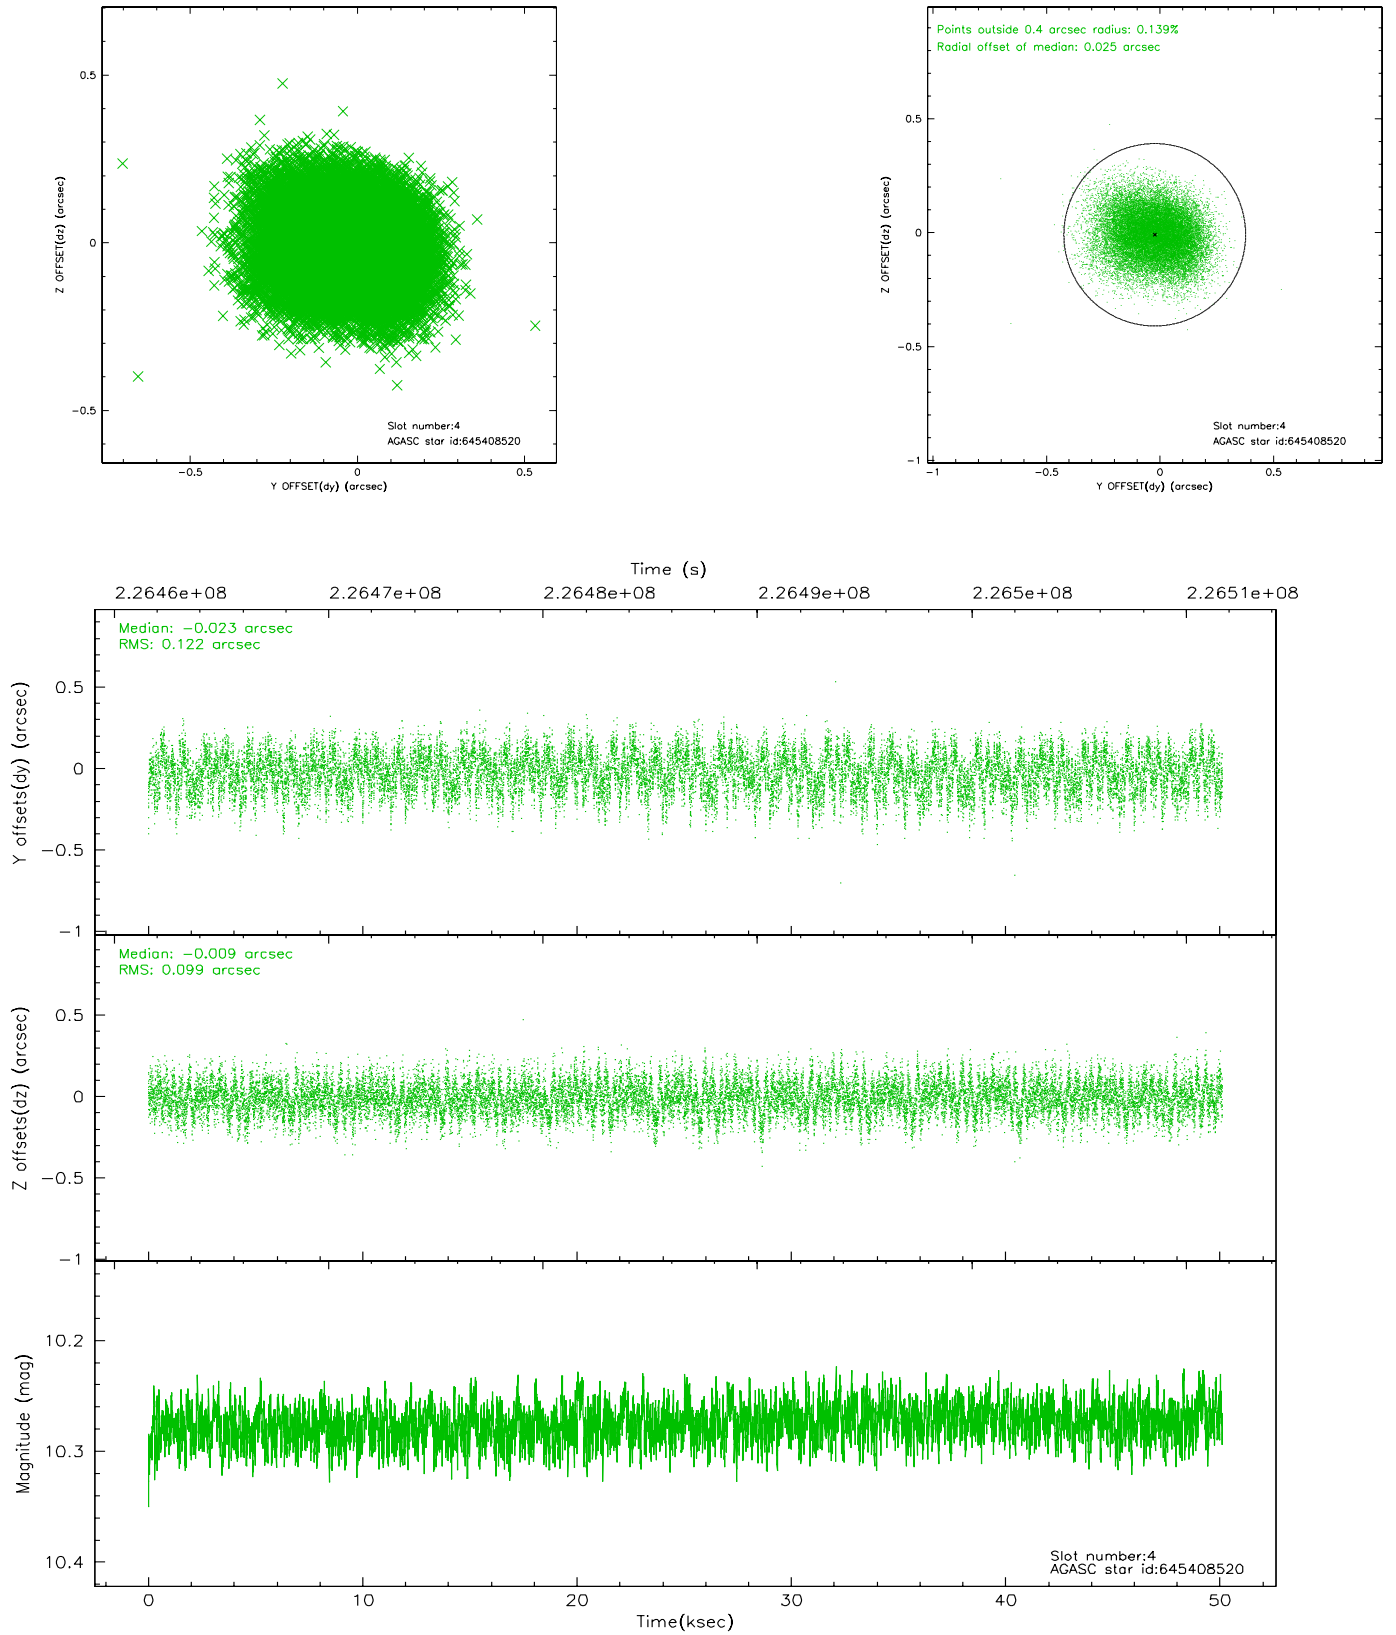 0.5
0
−0.5
Z OFFSET(dz) (arcsec)
Slot number:4
AGASC star id:645408520
−0.5
0
0.5
Y OFFSET(dy) (arcsec)
Points outside 0.4 arcsec radius: 0.139%
Radial offset of median: 0.025 arcsec
0.5
0
−0.5
−1
Z OFFSET(dz) (arcsec)
Slot number:4
AGASC star id:645408520
−1
−0.5
0
0.5
Y OFFSET(dy) (arcsec)
Time (s)
2.2646e+08
2.2647e+08
2.2648e+08
2.2649e+08
2.265e+08
2.2651e+08
Median: −0.023 arcsec
RMS: 0.122 arcsec
0.5
0
−0.5
−1
Y offsets(dy) (arcsec)
Median: −0.009 arcsec
RMS: 0.099 arcsec
0.5
0
−0.5
−1
Z offsets(dz) (arcsec)
10.2
10.3
10.4
Magnitude (mag)
Slot number:4
AGASC star id:645408520
0
10
20
30
40
50
Time(ksec)